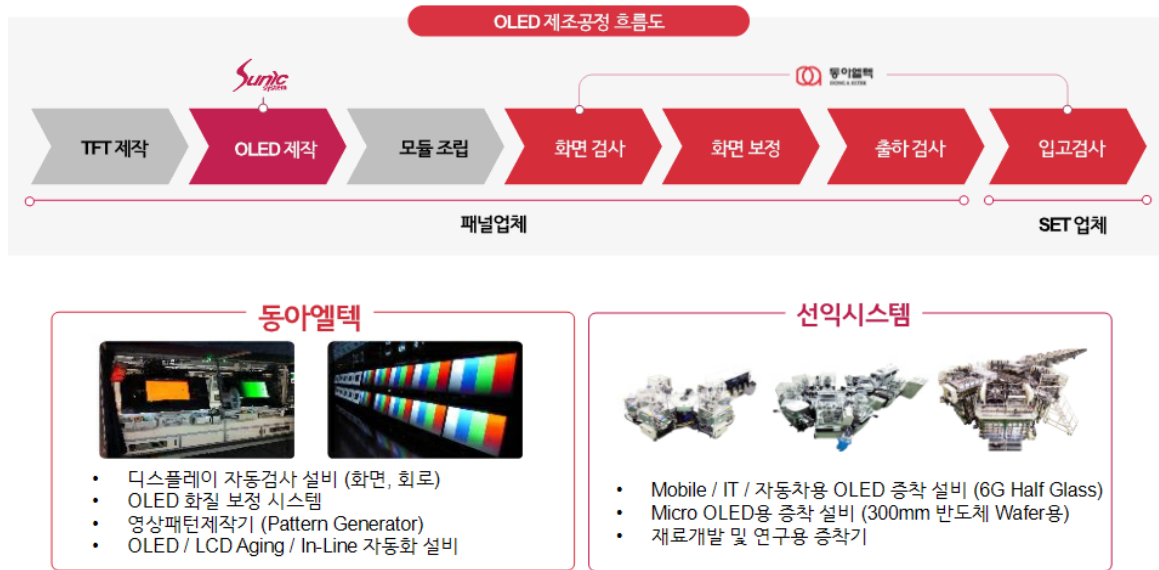 OLED 제조공정 흐름도
Sunic
SYSTEM
동아엘텍
DONG A ELTEK
TFT 제작
OLED 제작
모듈 조립
화면 검사
화면 보정
출하 검사
입고검사
패널업체
SET 업체
동아엘텍
• 디스플레이 자동검사 설비 (화면, 회로)
• OLED 화질 보정 시스템
• 영상패턴제작기 (Pattern Generator)
• OLED / LCD Aging / In-Line 자동화 설비
선익시스템
• Mobile / IT / 자동차용 OLED 증착 설비 (6G Half Glass)
• Micro OLED용 증착 설비 (300mm 반도체 Wafer용)
• 재료개발 및 연구용 증착기